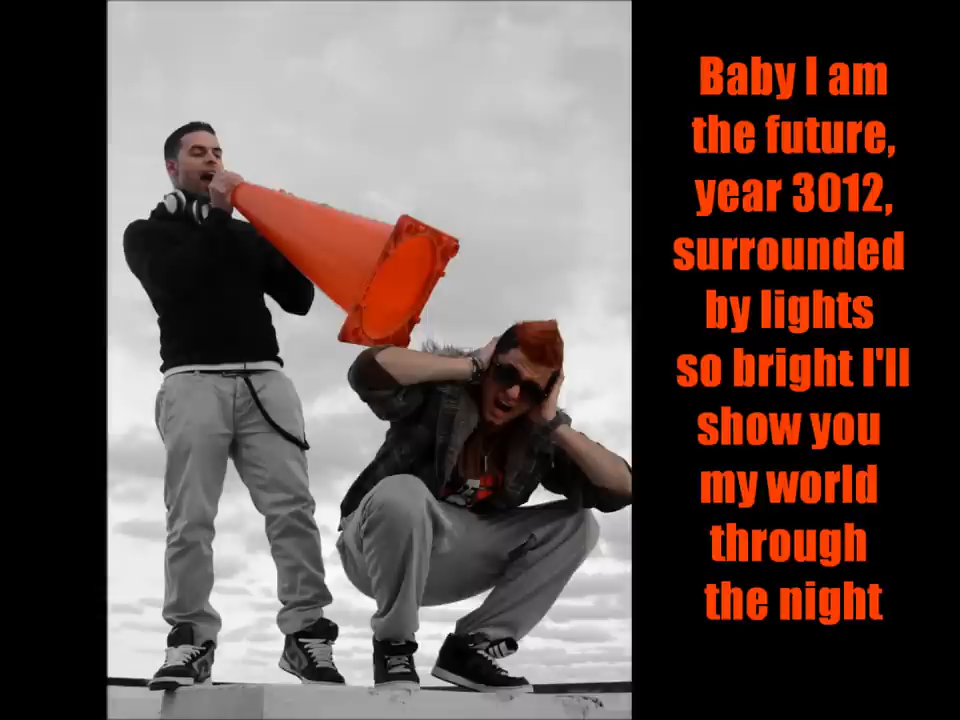 Baby I am
the future,
year 3012,
surrounded
by lights
so bright I'll
show you
my world
through
the night